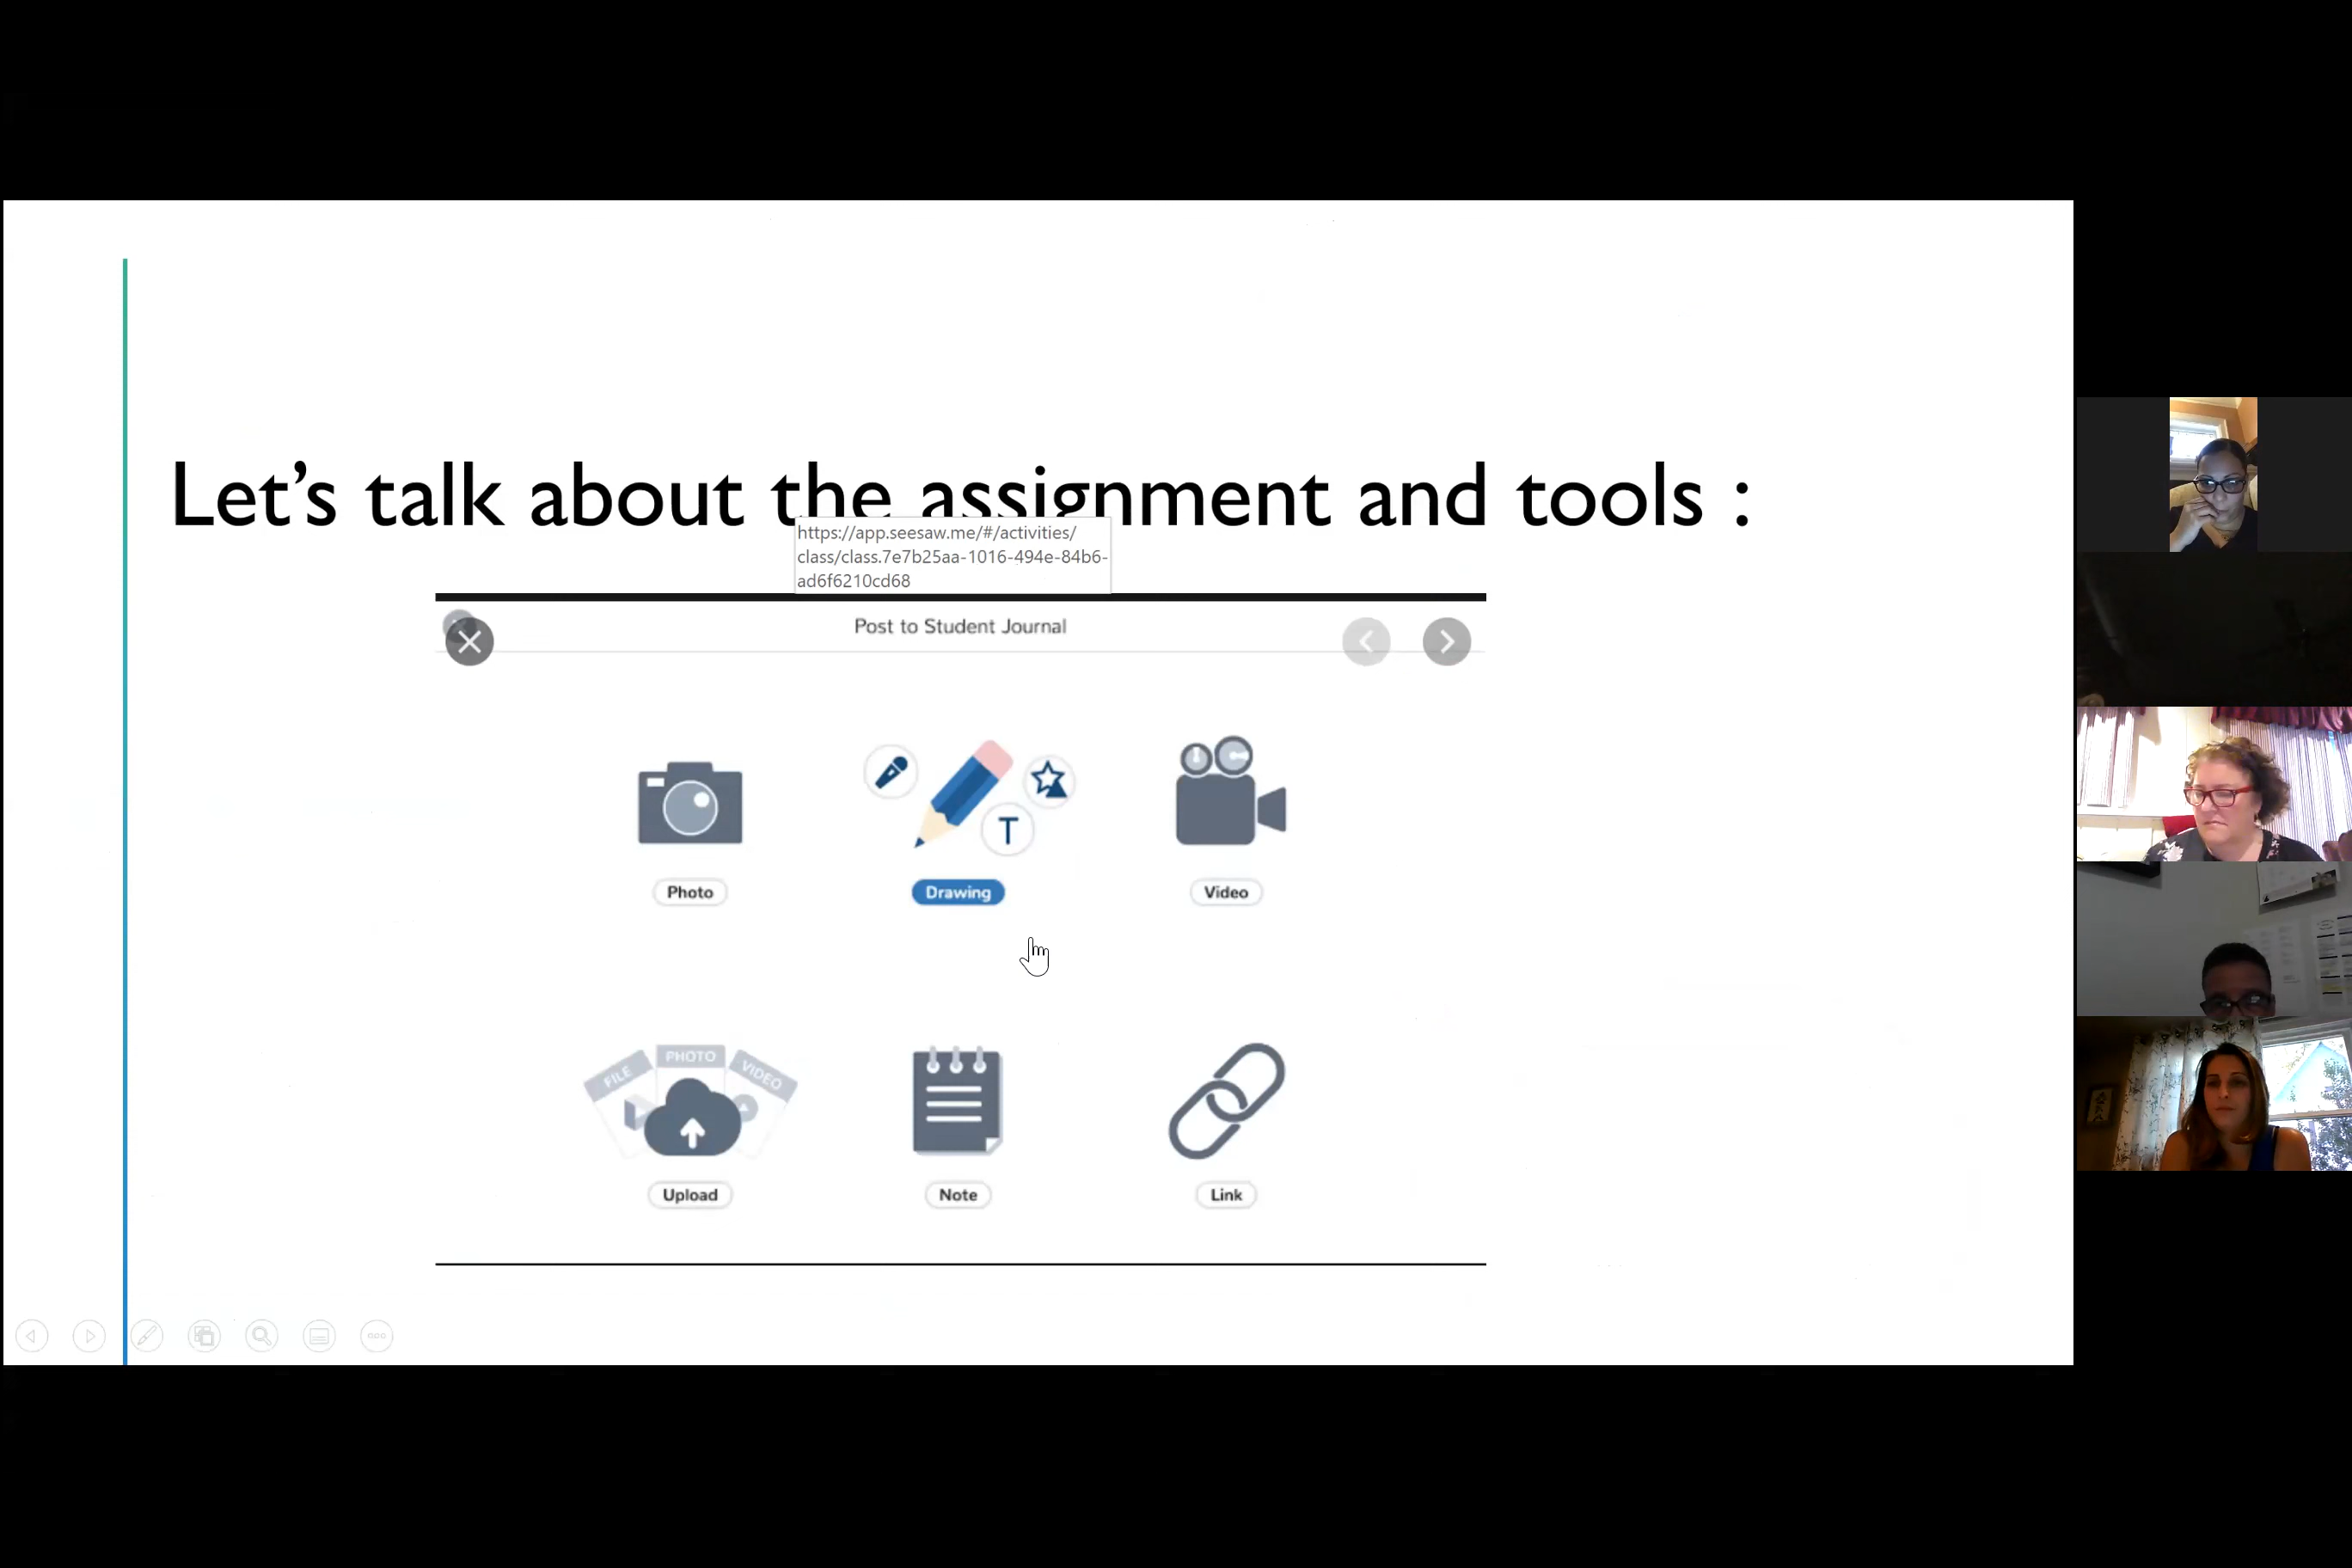 Let's talk about the assignment and tools :
https://app.seesaw.me/#/activities/
class/class.7e7b25aa-1016-494e-84b6-
ad6f6210cd68
Post to Student Journal
T
Photo
Drawing
Video
FILE
PHOTO
VIDEO
Upload
Note
Link